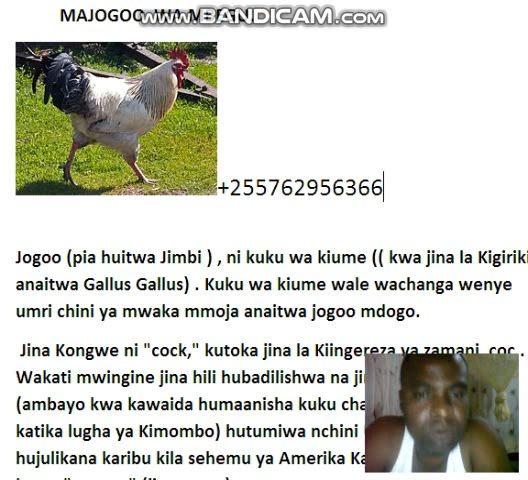 MAJOGOO WA
www.BANDICAM.com
+255762956366
Jogoo (pia huitwa Jimbi ) , ni kuku wa kiume (( kwa jina la Kigiriki
anaitwa Gallus Gallus) . Kuku wa kiume wale wachanga wenye
umri chini ya mwaka mmoja anaitwa jogoo mdogo.
Jina Kongwe ni "cock," kutoka jina la Kiingereza ya zamani coc .
Wakati mwingine jina hili hubadilishwa na
(ambayo kwa kawaida humaanisha kuku
katika lugha ya Kimombo) hutumiwa nchini
hujulikana karibu kila sehemu ya Amerika